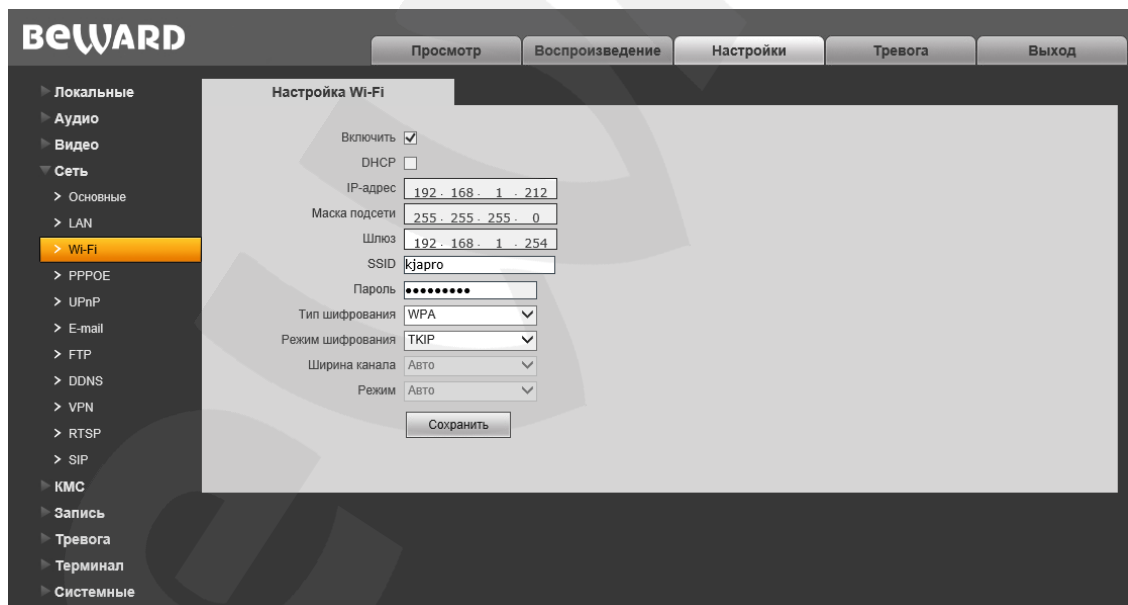 BEWARD
Просмотр Воспроизведение Настройки Тревога Выход
Локальные
Аудио
Видео
Сеть
Основные
LAN
Wi-Fi
PPPOE
UPnP
E-mail
FTP
DDNS
VPN
RTSP
SIP
КМС
Запись
Тревога
Терминал
Системные
Настройка Wi-Fi
Включить
DHCP
IP-адрес 192 . 168 . 1 . 212
Маска подсети 255 . 255 . 255 . 0
Шлюз 192 . 168 . 1 . 254
SSID kjapro
Пароль •••••••••
Тип шифрования WPA
Режим шифрования TKIP
Ширина канала Авто
Режим Авто
Сохранить